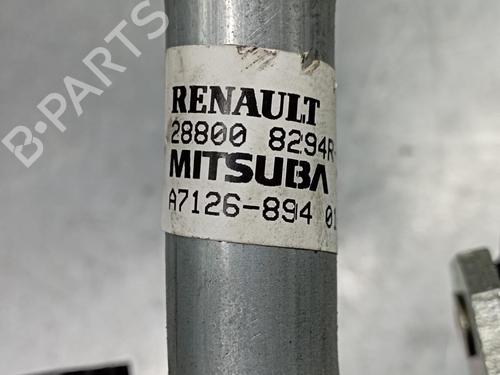 RENAULT
28800 8294R
MITSUBA
A7126-894 01
B-PARTS